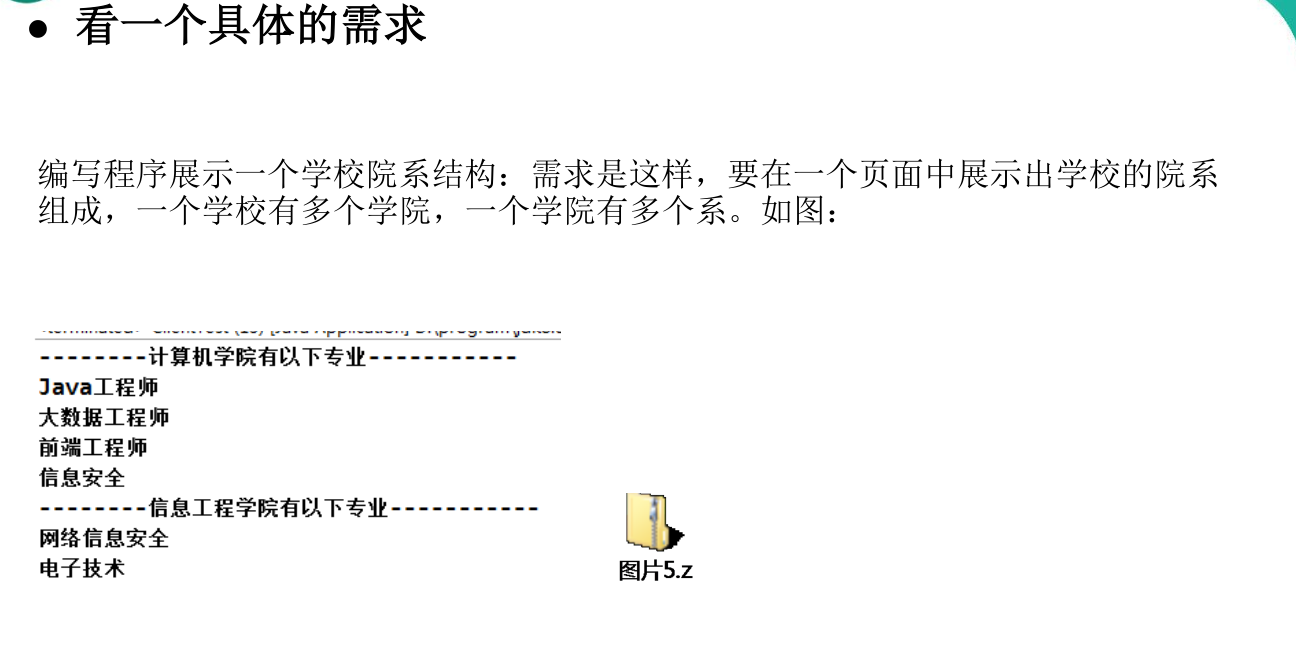 ● 看一个具体的需求
编写程序展示一个学校院系结构：需求是这样，要在一个页面中展示出学校的院系
组成，一个学校有多个学院，一个学院有多个系。如图：
--------计算机学院有以下专业-----------
Java工程师
大数据工程师
前端工程师
信息安全
--------信息工程学院有以下专业-----------
网络信息安全
电子技术
图片5.z